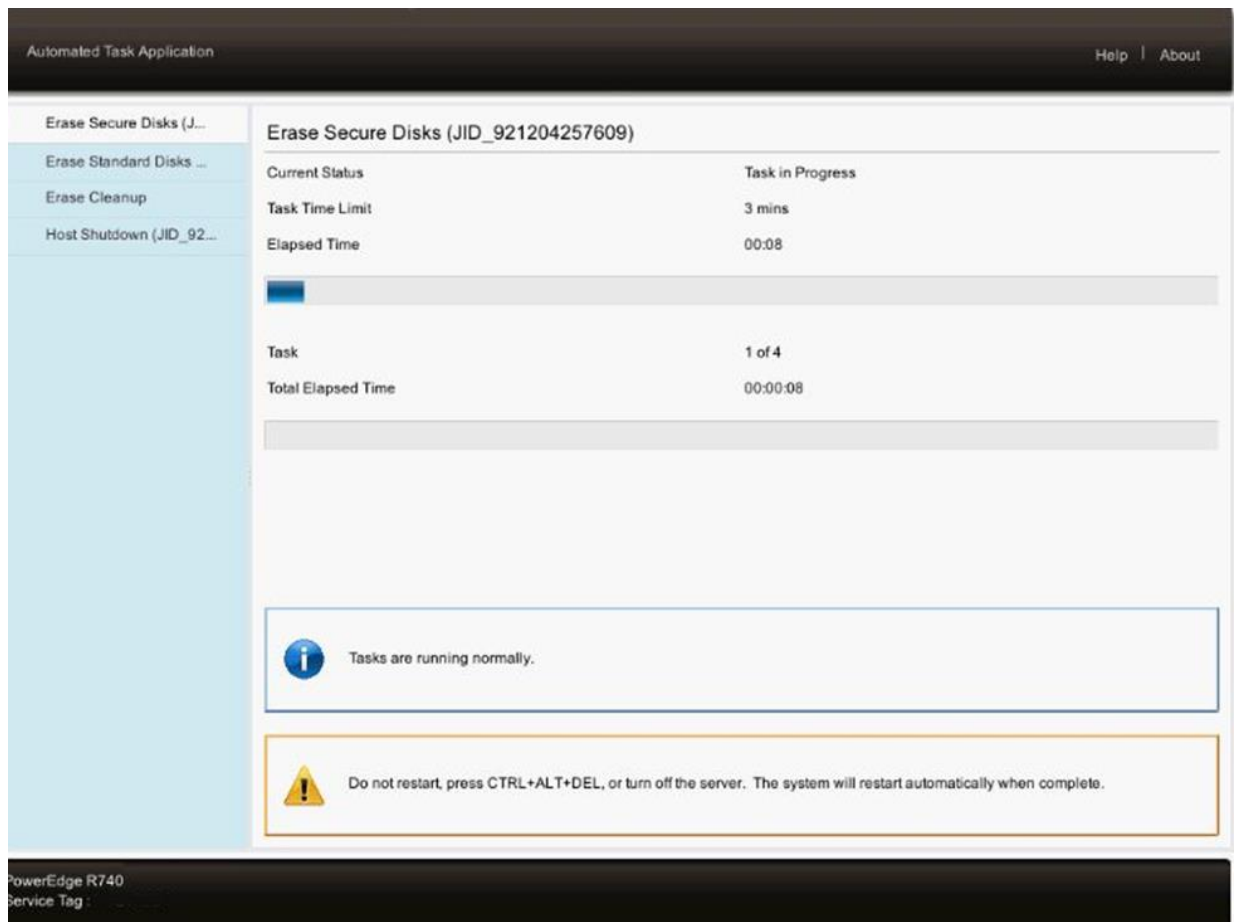 Automated Task Application
Help | About
Erase Secure Disks (J...
Erase Standard Disks ...
Erase Cleanup
Host Shutdown (JID_92...
Erase Secure Disks (JID_921204257609)
Current Status Task in Progress
Task Time Limit 3 mins
Elapsed Time 00:08
Task 1 of 4
Total Elapsed Time 00:00:08
Tasks are running normally.
Do not restart, press CTRL+ALT+DEL, or turn off the server. The system will restart automatically when complete.
PowerEdge R740
Service Tag :